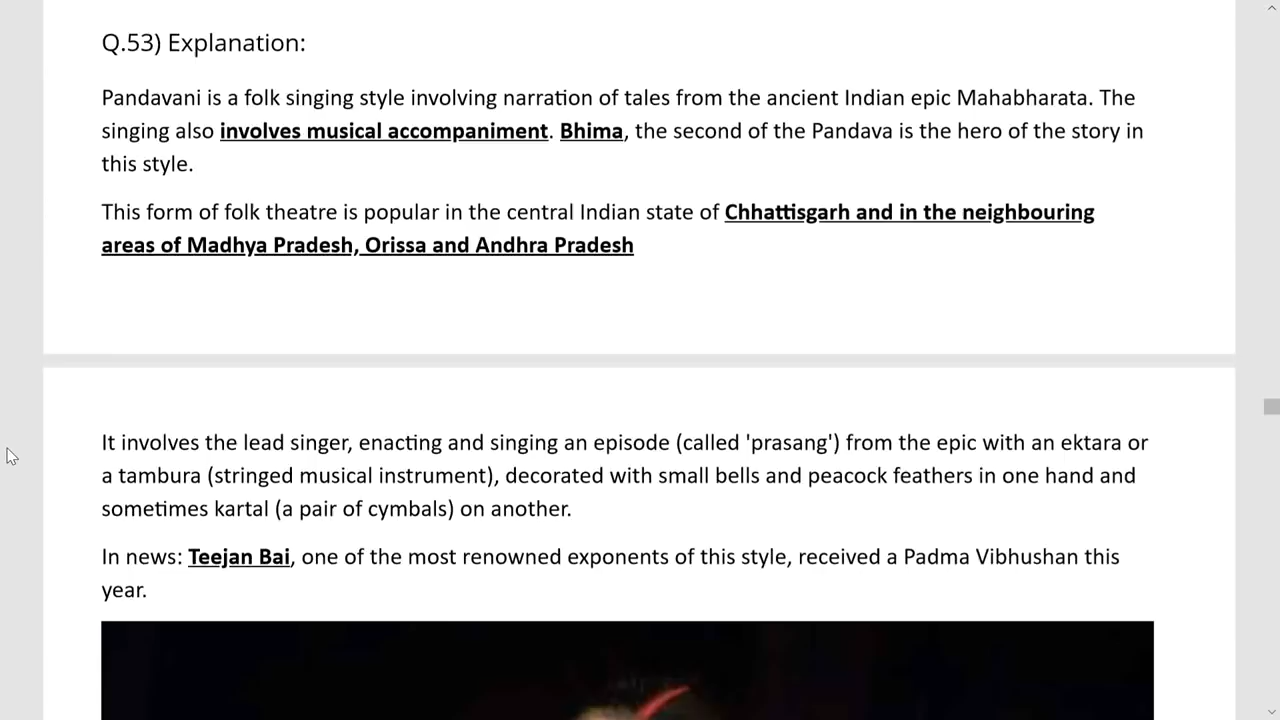 Q.53) Explanation:
Pandavani is a folk singing style involving narration of tales from the ancient Indian epic Mahabharata. The
singing also involves musical accompaniment. Bhima, the second of the Pandava is the hero of the story in
this style.
This form of folk theatre is popular in the central Indian state of Chhattisgarh and in the neighbouring
areas of Madhya Pradesh, Orissa and Andhra Pradesh
It involves the lead singer, enacting and singing an episode (called 'prasang') from the epic with an ektara or
a tambura (stringed musical instrument), decorated with small bells and peacock feathers in one hand and
sometimes kartal (a pair of cymbals) on another.
In news: Teejan Bai, one of the most renowned exponents of this style, received a Padma Vibhushan this
year.